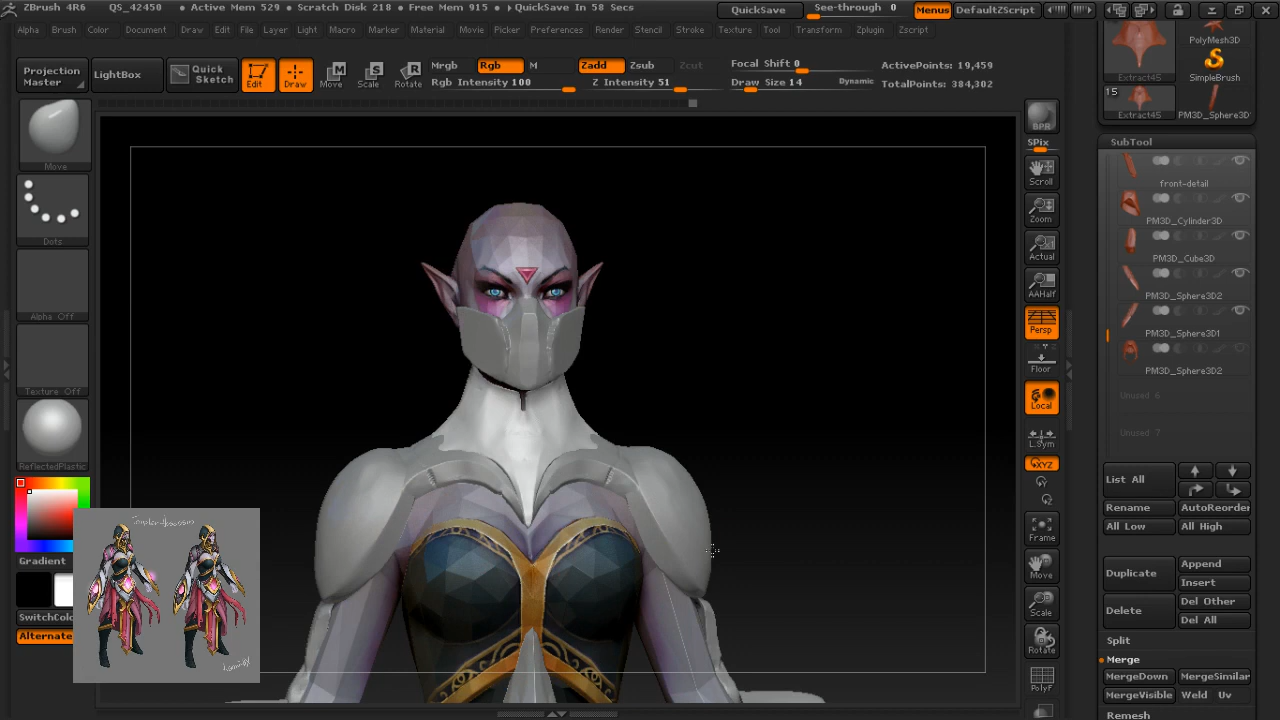 ZBrush 4R6 QS_42450 • Active Mem 529 • Scratch Disk 218 • Free Mem 915 • ▶QuickSave In 58 Secs QuickSave See-through 0 Menus DefaultZScript
Alpha Brush Color Document Draw Edit File Layer Light Macro Marker Material Movie Picker Preferences Render Stencil Stroke Texture Tool Transform Zplugin Zscript
Projection Master
LightBox
Quick Sketch
Edit
Draw
Move
Scale
Rotate
Mrgb Rgb M
Rgb Intensity 100
Zadd Zsub Zcut
Z Intensity 51
Focal Shift 0
Draw Size 14 Dynamic
ActivePoints: 19,459
TotalPoints: 384,302
Move
Dots
Alpha Off
Texture Off
ReflectedPlastic
Gradient
SwitchColo
Alternate
BPR
SPix
Scroll
Zoom
Actual
AAHalf
Persp
Floor
Local
L.Sym
XYZ
Frame
Move
Scale
Rotate
PolyF
PolyMesh3D
Extract45
SimpleBrush
15
Extract45
PM3D_Sphere3D
SubTool
front-detail
PM3D_Cylinder3D
PM3D_Cube3D
PM3D_Sphere3D2
PM3D_Sphere3D1
PM3D_Sphere3D2
Unused 6
Unused 7
List All
Rename AutoReorder
All Low All High
Duplicate
Append
Insert
Delete
Del Other
Del All
Split
Merge
MergeDown MergeSimilar
MergeVisible Weld Uv
Remesh